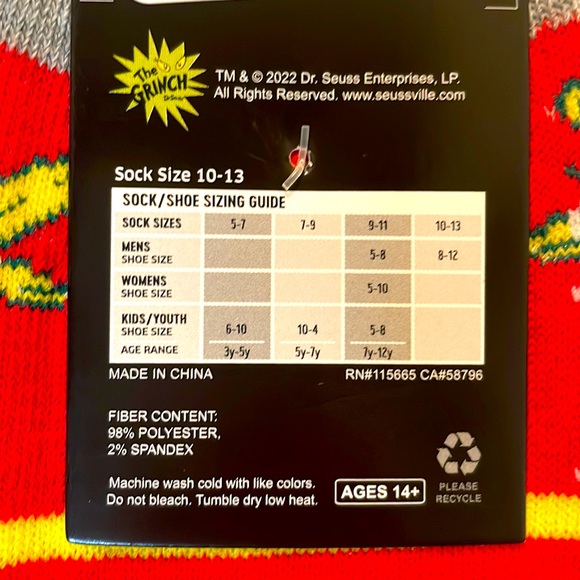 The
GRINCH
Dr. Seuss
TM & © 2022 Dr. Seuss Enterprises, LP.
All Rights Reserved. www.seussville.com
Sock Size 10-13
SOCK/SHOE SIZING GUIDE
SOCK SIZES 5-7 7-9 9-11 10-13
MENS
SHOE SIZE 5-8 8-12
WOMENS
SHOE SIZE 5-10
KIDS/YOUTH
SHOE SIZE 6-10 10-4 5-8
AGE RANGE 3y-5y 5y-7y 7y-12y
MADE IN CHINA RN#115665 CA#58796
FIBER CONTENT:
98% POLYESTER,
2% SPANDEX
Machine wash cold with like colors.
Do not bleach. Tumble dry low heat.
AGES 14+
PLEASE
RECYCLE